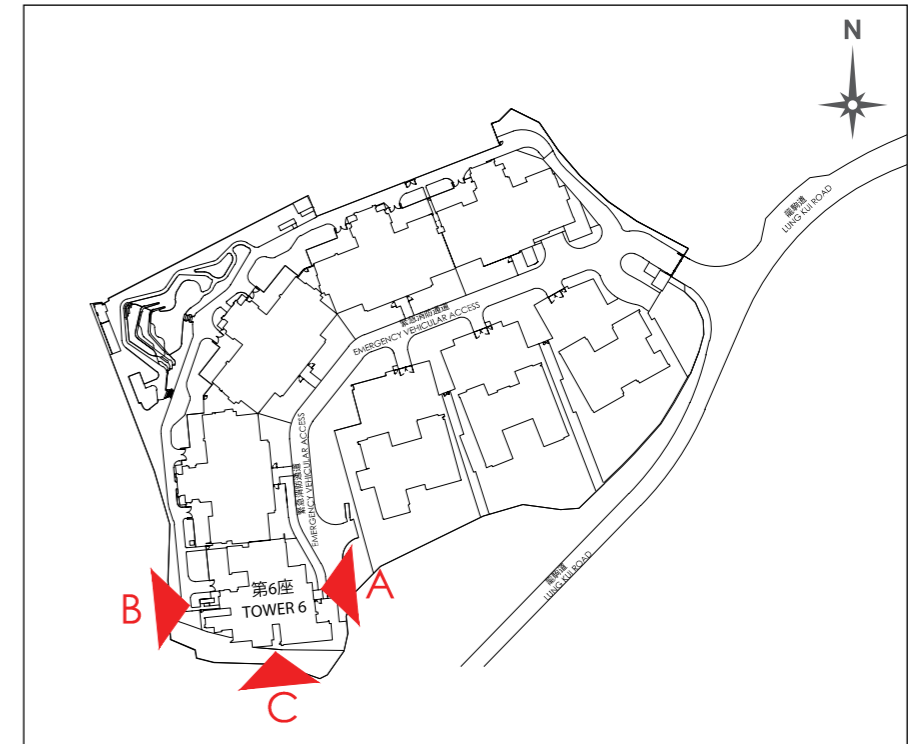 N
龍駒道
LUNG KUI ROAD
緊急消防通道
EMERGENCY VEHICULAR ACCESS
緊急消防通道
EMERGENCY VEHICULAR ACCESS
龍駒道
LUNG KUI ROAD
第6座
TOWER 6
A
B
C